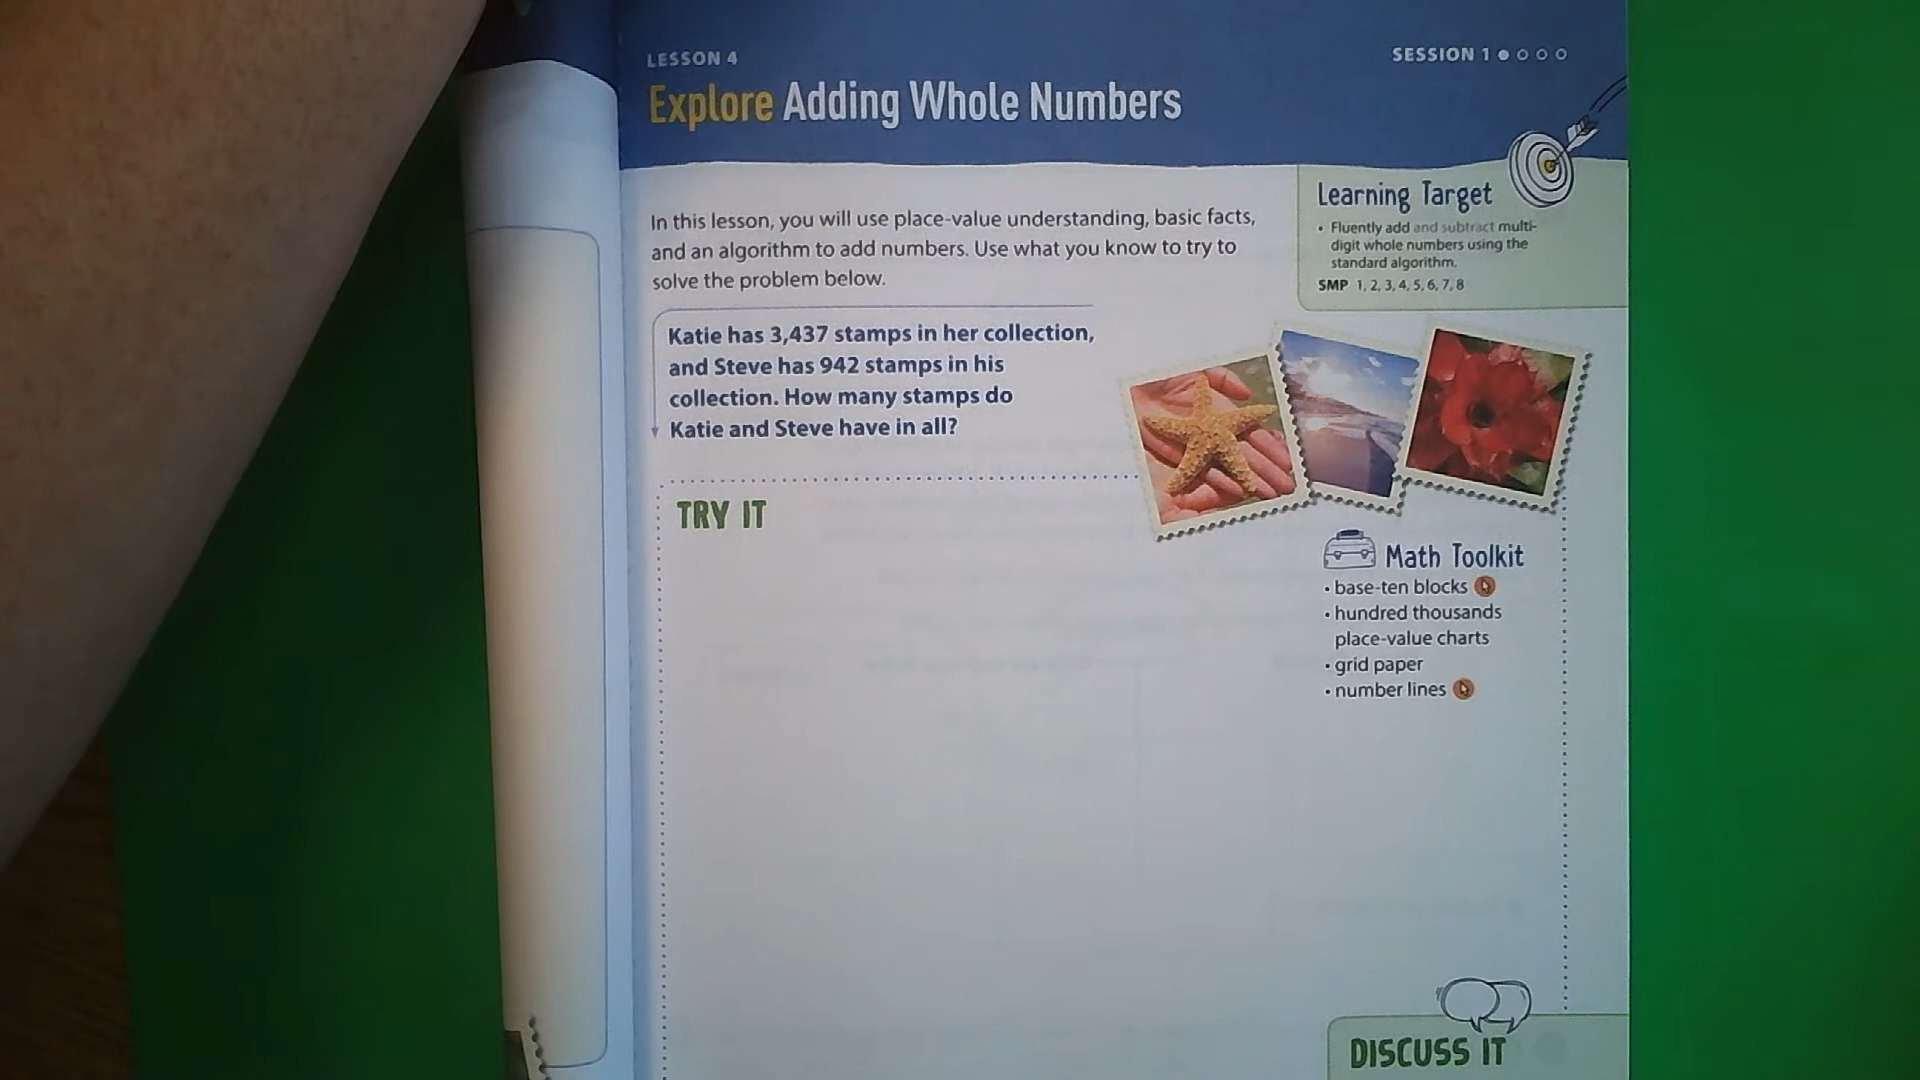 LESSON 4
SESSION 1
Explore Adding Whole Numbers
Learning Target
• Fluently add and subtract multi-
digit whole numbers using the
standard algorithm.
SMP 1, 2, 3, 4, 5, 6, 7, 8
In this lesson, you will use place-value understanding, basic facts,
and an algorithm to add numbers. Use what you know to try to
solve the problem below.
Katie has 3,437 stamps in her collection,
and Steve has 942 stamps in his
collection. How many stamps do
Katie and Steve have in all?
TRY IT
Math Toolkit
• base-ten blocks
• hundred thousands
place-value charts
• grid paper
• number lines
DISCUSS IT